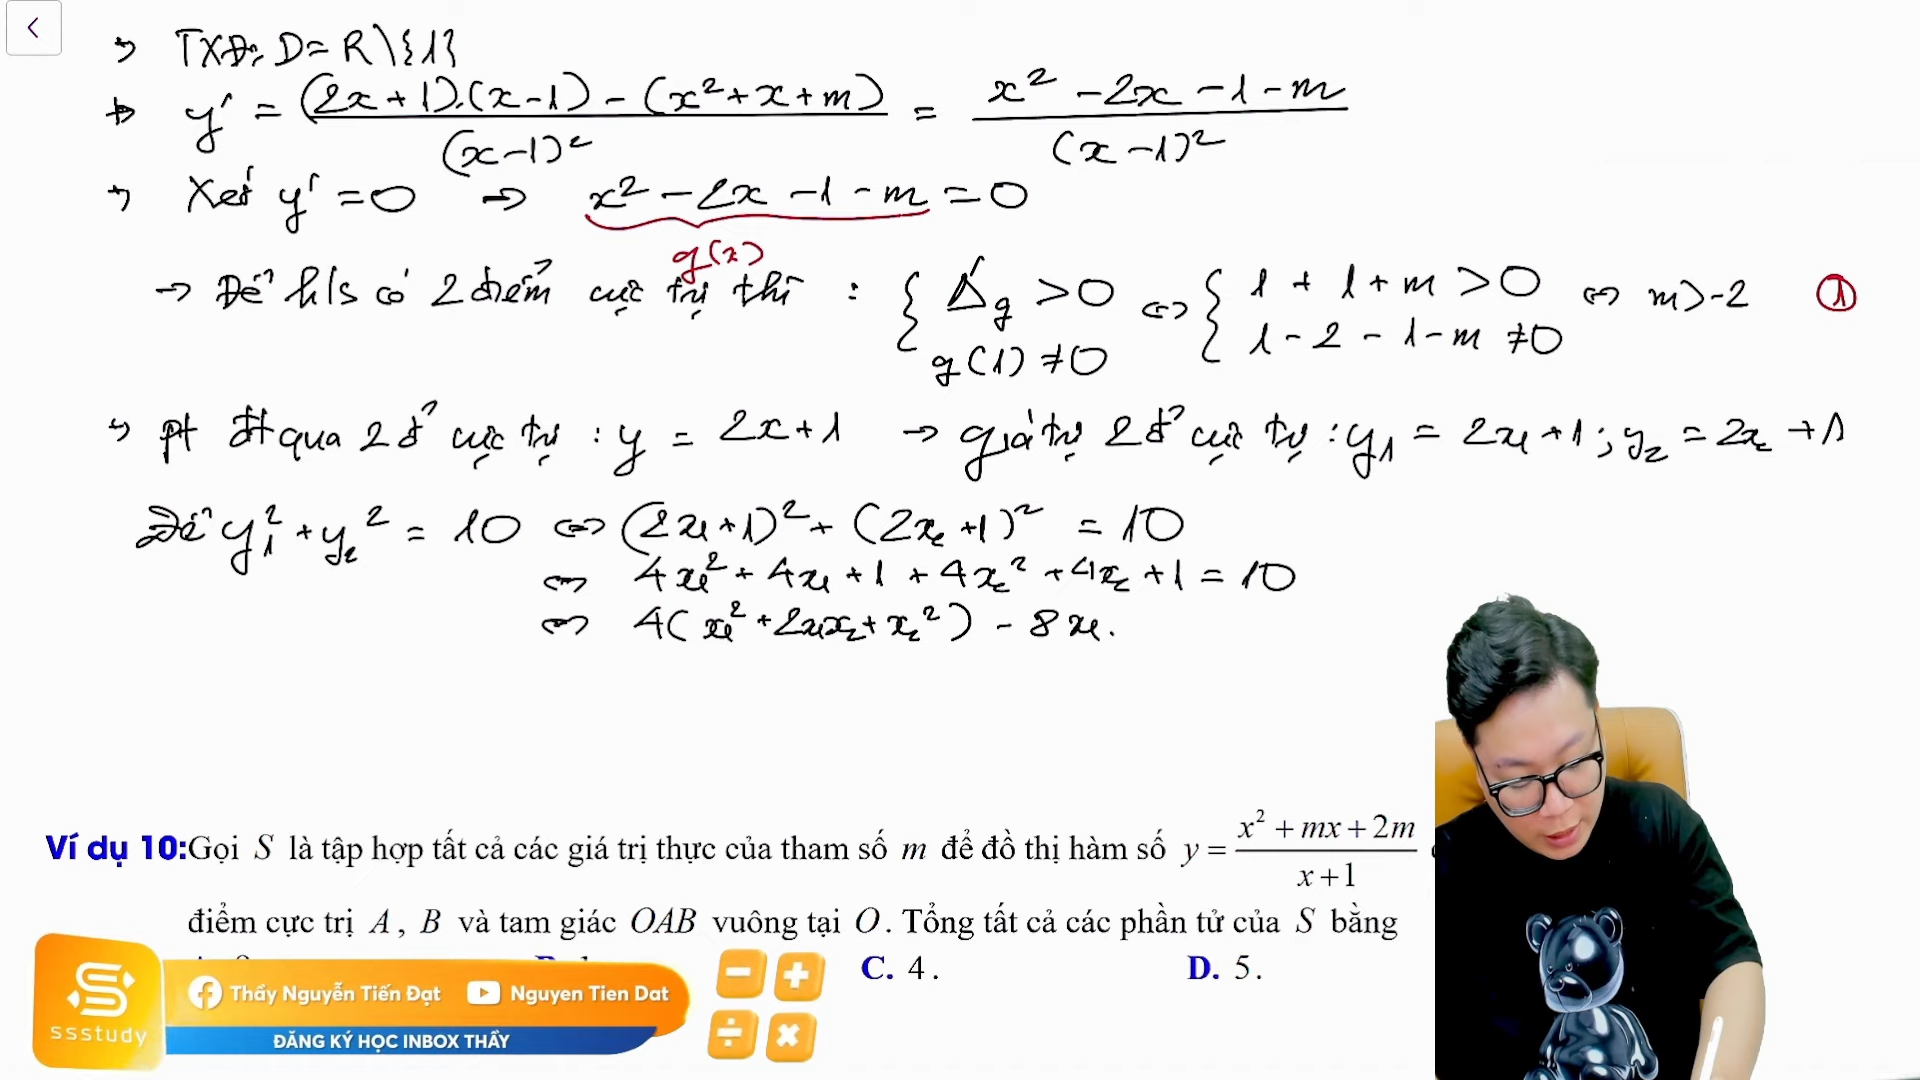 → TXĐ: D = R\{1}
→ y' = ((2x+1).(x-1) - (x²+x+m)) / (x-1)² = (x² - 2x - 1 - m) / (x-1)²
→ Xét y' = 0 → x² - 2x - 1 - m = 0
g(x)
→ Để h/s có 2 điểm cực trị thì : { Δ'g > 0 ⇔ { 1 + 1 + m > 0 ⇔ m > -2 ①
g(1) ≠ 0 1 - 2 - 1 - m ≠ 0
→ pt đt qua 2 đ' cực trị : y = 2x + 1 → giá trị 2 đ' cực trị : y₁ = 2x₁ + 1 ; y₂ = 2x₂ + 1
Để y₁² + y₂² = 10 ⇔ (2x₁+1)² + (2x₂+1)² = 10
⇔ 4x₁² + 4x₁ + 1 + 4x₂² + 4x₂ + 1 = 10
⇔ 4(x₁² + 2x₁x₂ + x₂²) - 8x₁.
Ví dụ 10: Gọi S là tập hợp tất cả các giá trị thực của tham số m để đồ thị hàm số y = (x² + mx + 2m) / (x + 1)
điểm cực trị A, B và tam giác OAB vuông tại O. Tổng tất cả các phần tử của S bằng
C. 4. D. 5.
ssstudy
Thầy Nguyễn Tiến Đạt Nguyen Tien Dat
ĐĂNG KÝ HỌC INBOX THẦY